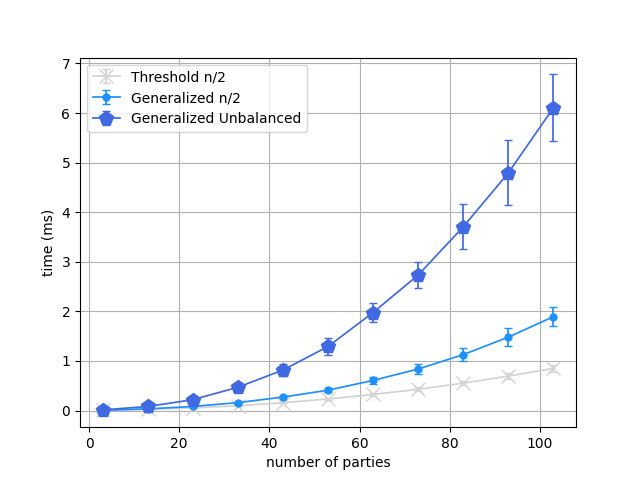 Threshold n/2
Generalized n/2
Generalized Unbalanced
time (ms)
7
6
5
4
3
2
1
0
0 20 40 60 80 100
number of parties